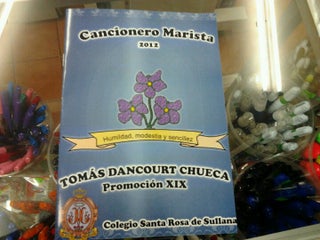 Cancionero Marista
2012
Humildad, modestia y sencillez
TOMÁS DANCOURT CHUECA
Promoción XIX
Colegio Santa Rosa de Sullana